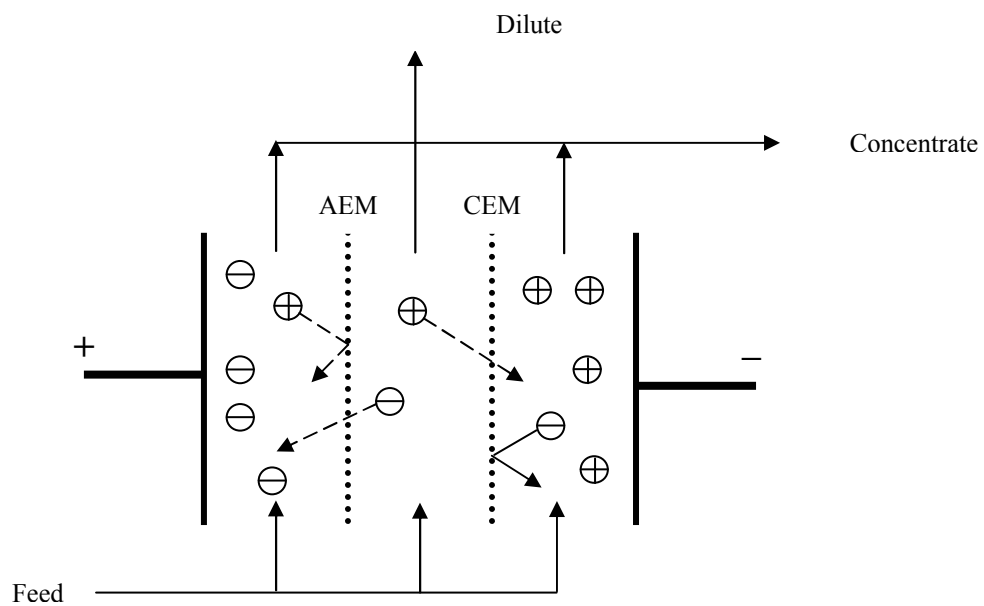 Dilute
Concentrate
AEM
CEM
+
−
Feed